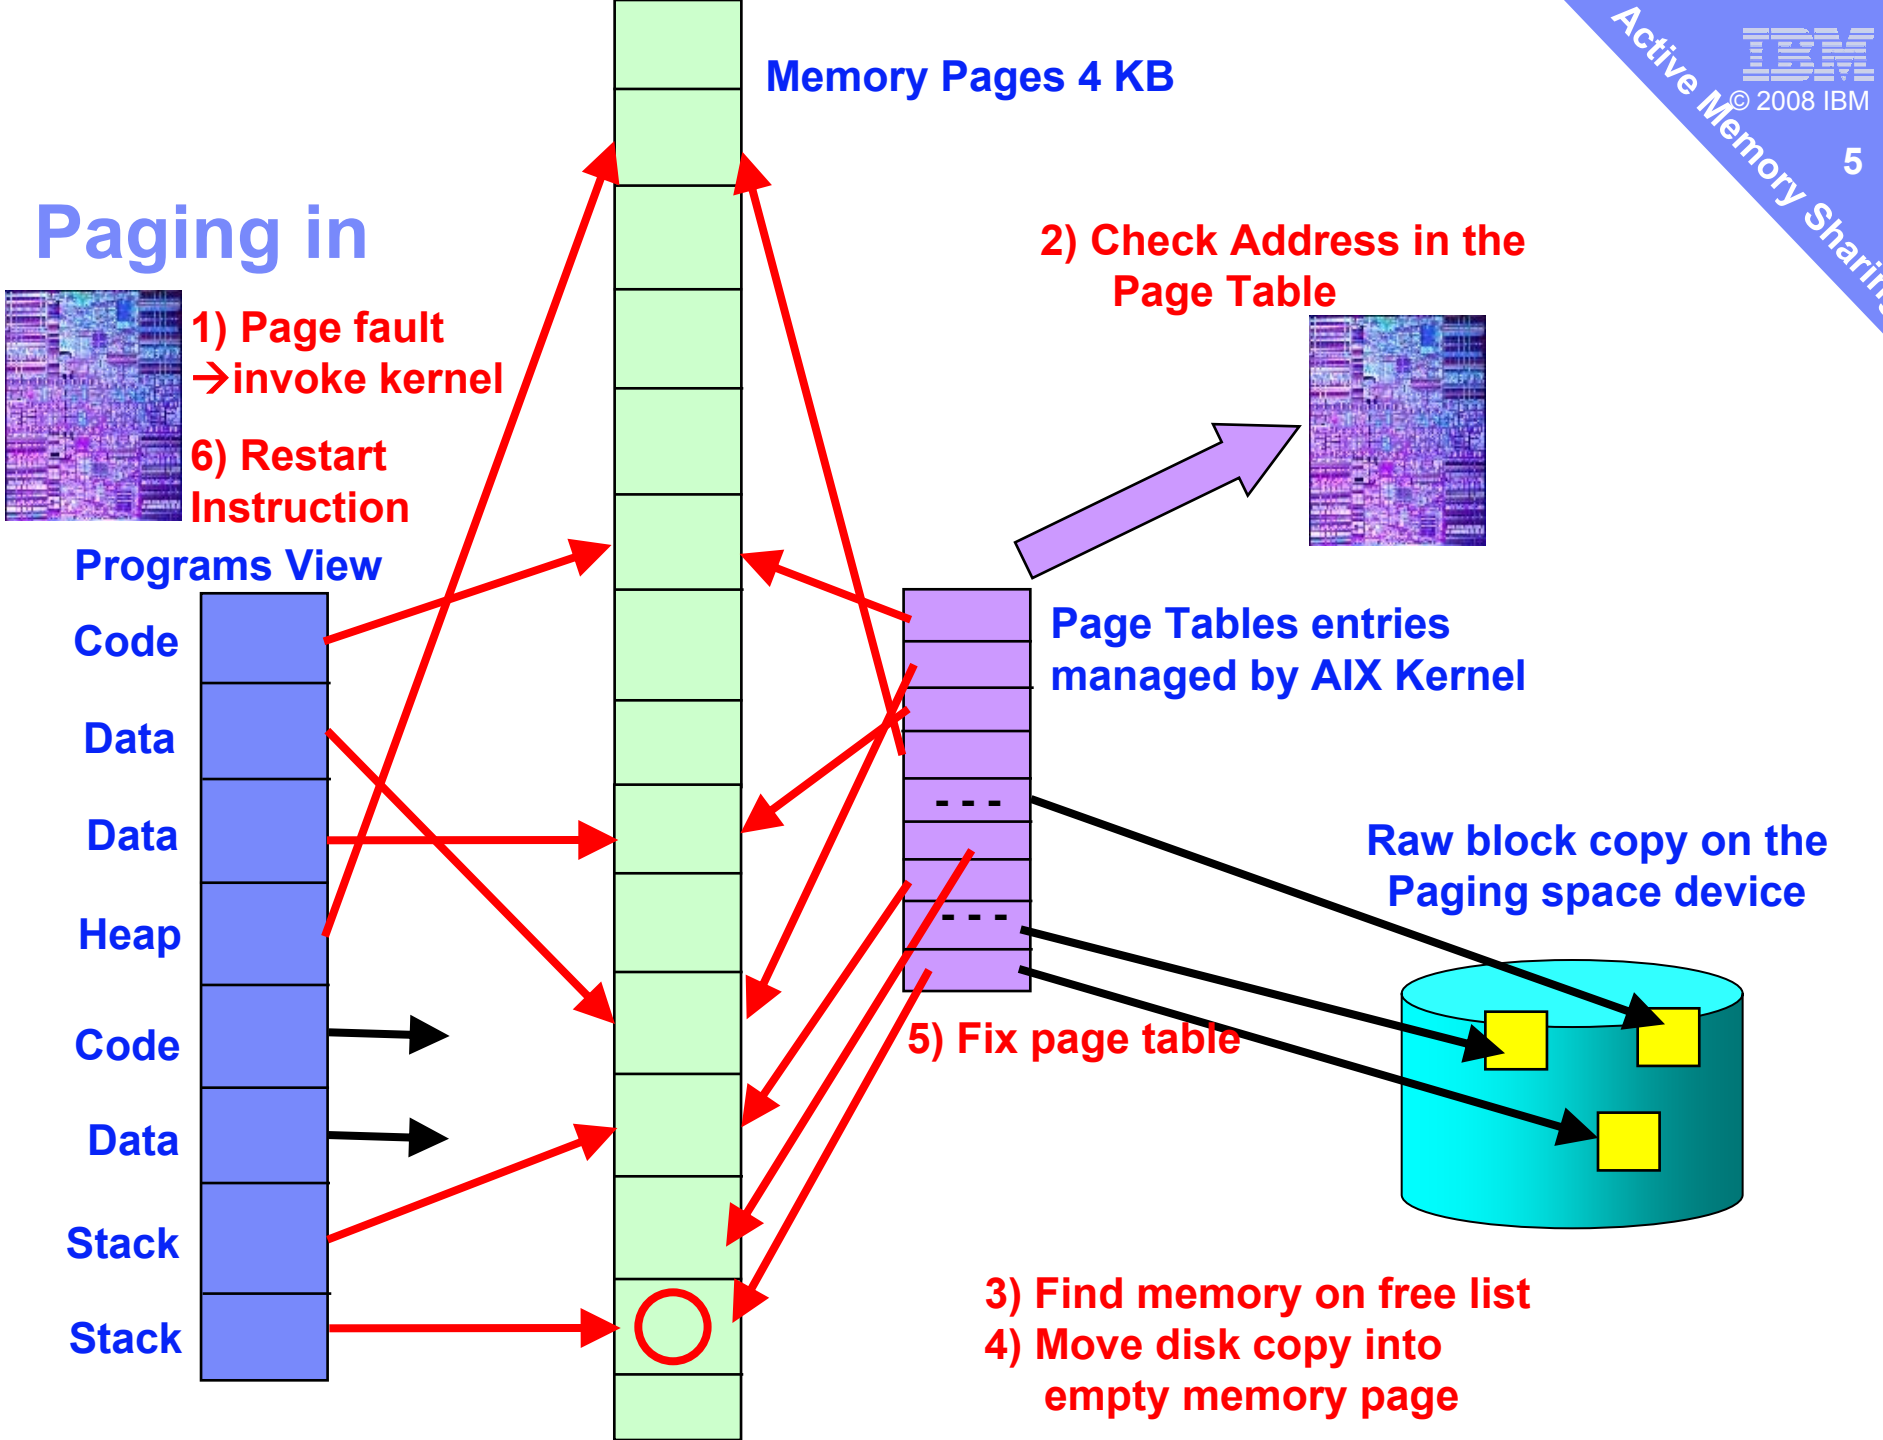 Memory Pages 4 KB
Active Memory Sharing
IBM
© 2008 IBM
5
Paging in
1) Page fault
→invoke kernel
6) Restart
Instruction
2) Check Address in the
Page Table
Programs View
Code
Data
Data
Heap
Code
Data
Stack
Stack
Page Tables entries
managed by AIX Kernel
- - -
- - -
Raw block copy on the
Paging space device
5) Fix page table
3) Find memory on free list
4) Move disk copy into
empty memory page